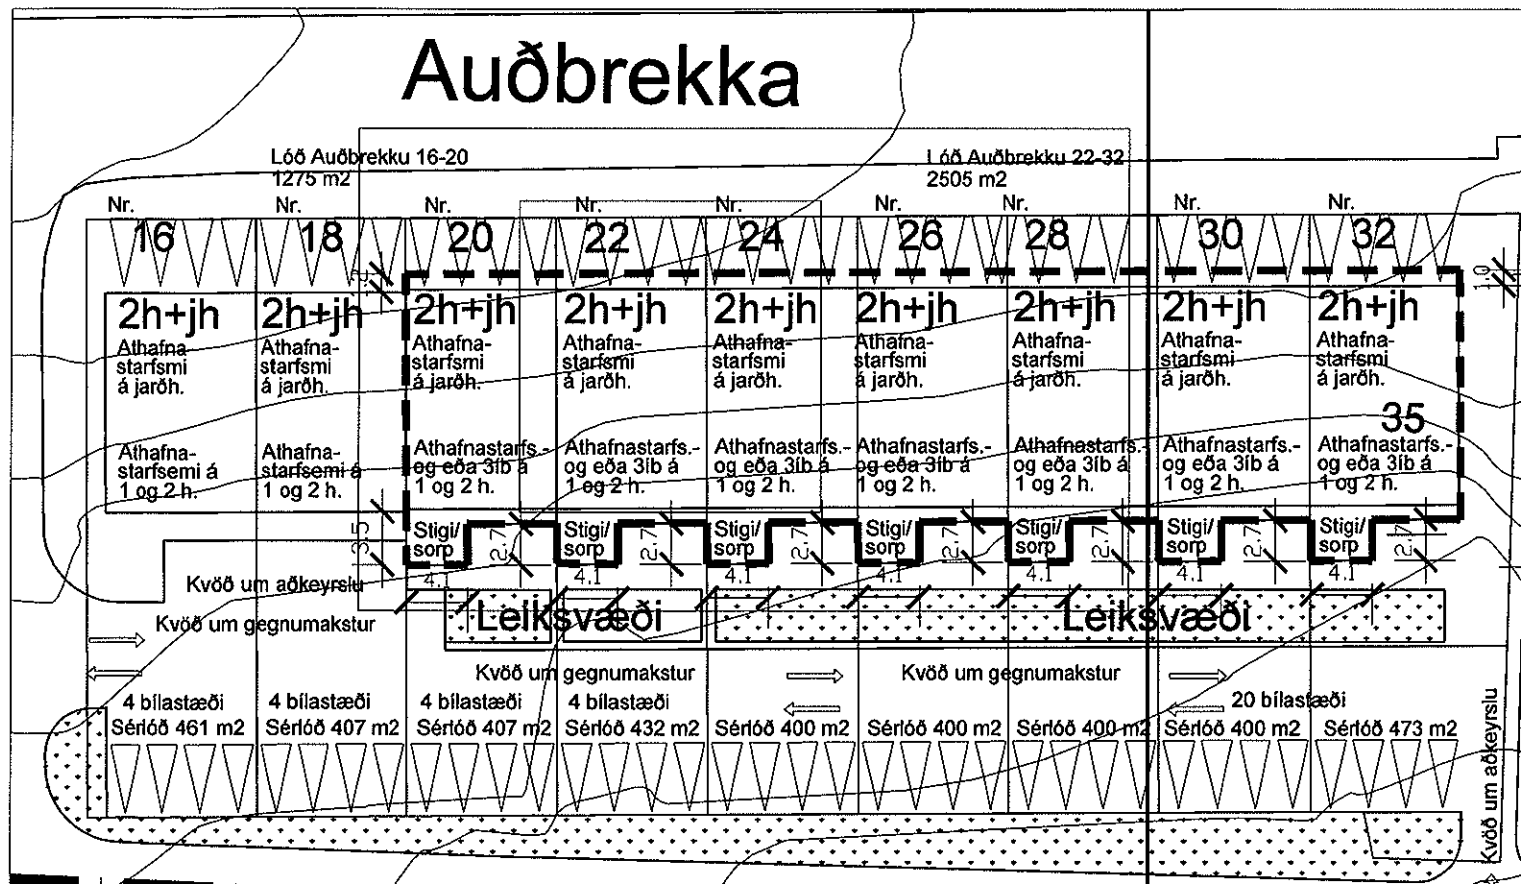 Auðbrekka
Lóð Auðbrekku 16-20
1275 m2
Lóð Auðbrekku 22-32
2505 m2
Nr. Nr. Nr. Nr. Nr. Nr. Nr. Nr. Nr.
16 18 20 22 24 26 28 30 32
1.0
2h+jh 2h+jh 2h+jh 2h+jh 2h+jh 2h+jh 2h+jh 2h+jh 2h+jh
Athafna- Athafna- Athafna- Athafna- Athafna- Athafna- Athafna- Athafna- Athafna-
starfsmi starfsmi starfsmi starfsmi starfsmi starfsmi starfsmi starfsmi starfsmi
á jarðh. á jarðh. á jarðh. á jarðh. á jarðh. á jarðh. á jarðh. á jarðh. á jarðh.
35
Athafna- Athafna- Athafnastarfs.- Athafnastarfs.- Athafnastarfs.- Athafnastarfs.- Athafnastarfs.- Athafnastarfs.- Athafnastarfs.-
starfsemi á starfsemi á og eða 3íb á og eða 3íb á og eða 3íb á og eða 3íb á og eða 3íb á og eða 3íb á og eða 3íb á
1 og 2 h. 1 og 2 h. 1 og 2 h. 1 og 2 h. 1 og 2 h. 1 og 2 h. 1 og 2 h. 1 og 2 h. 1 og 2 h.
Stigi/ Stigi/ Stigi/ Stigi/ Stigi/ Stigi/ Stigi/
3.5 sorp 2.7 sorp 2.7 sorp 2.7 sorp 2.7 sorp 2.7 sorp 2.7 sorp 2.7
4.1 4.1 4.1 4.1 4.1 4.1 4.1
Kvöð um aðkeyrslu
Kvöð um gegnumakstur Leiksvæði Leiksvæði
Kvöð um gegnumakstur Kvöð um gegnumakstur
4 bílastæði 4 bílastæði 4 bílastæði 4 bílastæði 20 bílastæði
Sérlóð 461 m2 Sérlóð 407 m2 Sérlóð 407 m2 Sérlóð 432 m2 Sérlóð 400 m2 Sérlóð 400 m2 Sérlóð 400 m2 Sérlóð 400 m2 Sérlóð 473 m2
Kvöð um aðkeyrslu